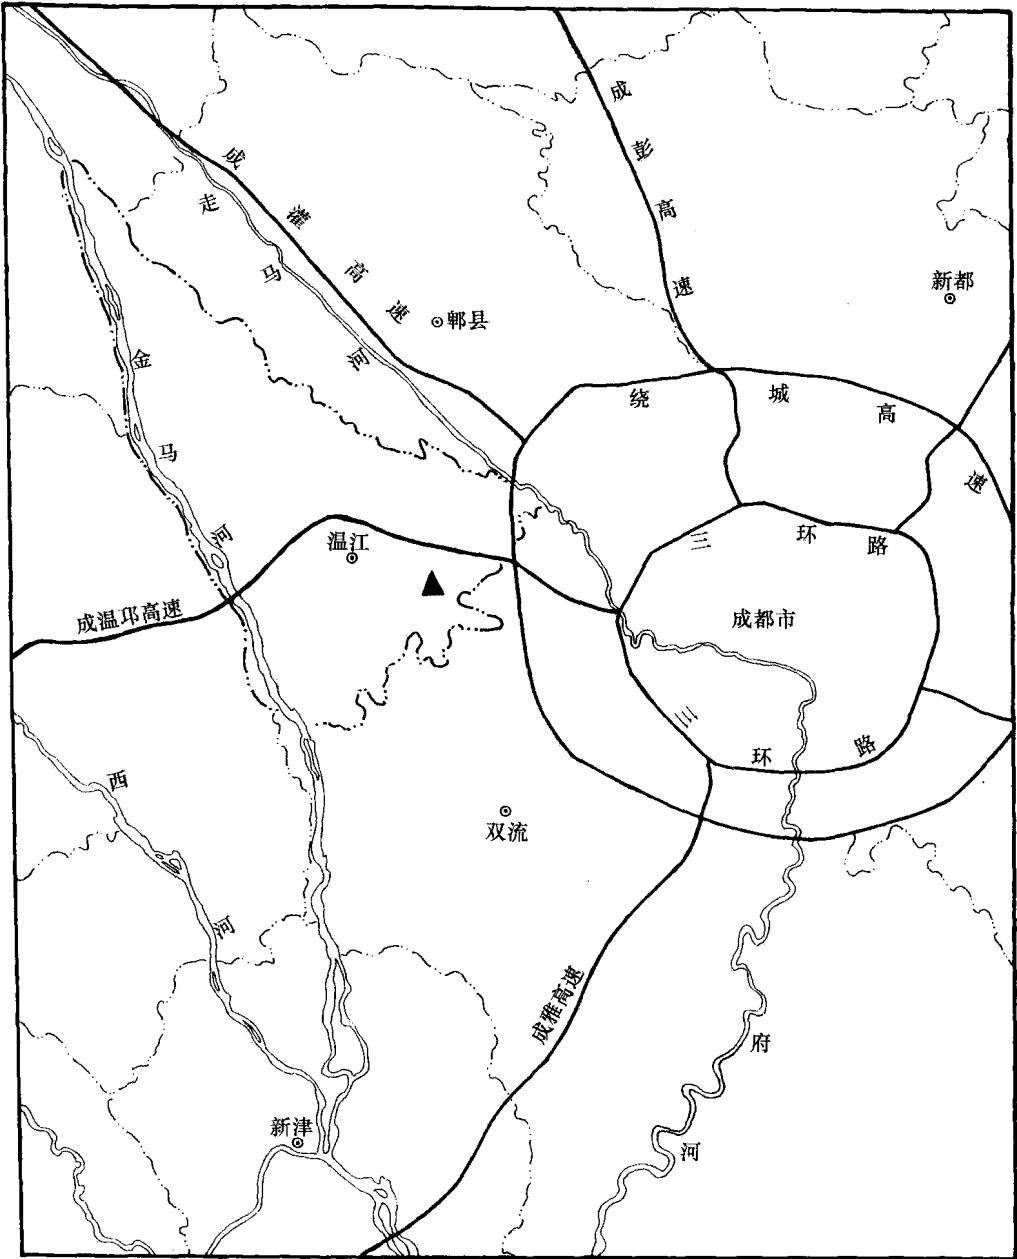 成彭高速
成灌高速
走马河
新都
郫县
金马河
绕城高速
三环路
温江
成温邛高速
成都市
三环路
西河
双流
成雅高速
府河
新津